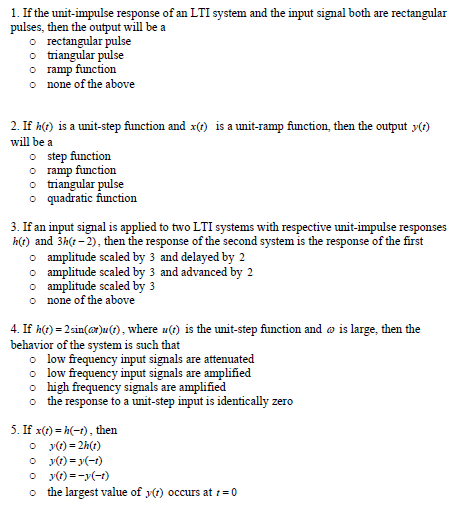 1. If the unit-impulse response of an LTI system and the input signal both are rectangular
pulses, then the output will be a
o rectangular pulse
o triangular pulse
o ramp function
o none of the above
2. If h(t) is a unit-step function and x(t) is a unit-ramp function, then the output y(t)
will be a
o step function
o ramp function
o triangular pulse
o quadratic function
3. If an input signal is applied to two LTI systems with respective unit-impulse responses
h(t) and 3h(t−2), then the response of the second system is the response of the first
o amplitude scaled by 3 and delayed by 2
o amplitude scaled by 3 and advanced by 2
o amplitude scaled by 3
o none of the above
4. If h(t) = 2sin(ωt)u(t), where u(t) is the unit-step function and ω is large, then the
behavior of the system is such that
o low frequency input signals are attenuated
o low frequency input signals are amplified
o high frequency signals are amplified
o the response to a unit-step input is identically zero
5. If x(t) = h(−t), then
o y(t) = 2h(t)
o y(t) = y(−t)
o y(t) = −y(−t)
o the largest value of y(t) occurs at t = 0